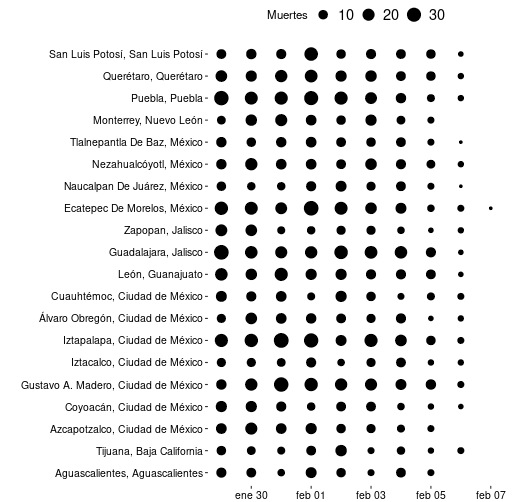 Muertes 10 20 30
San Luis Potosí, San Luis Potosí
Querétaro, Querétaro
Puebla, Puebla
Monterrey, Nuevo León
Tlalnepantla De Baz, México
Nezahualcóyotl, México
Naucalpan De Juárez, México
Ecatepec De Morelos, México
Zapopan, Jalisco
Guadalajara, Jalisco
León, Guanajuato
Cuauhtémoc, Ciudad de México
Álvaro Obregón, Ciudad de México
Iztapalapa, Ciudad de México
Iztacalco, Ciudad de México
Gustavo A. Madero, Ciudad de México
Coyoacán, Ciudad de México
Azcapotzalco, Ciudad de México
Tijuana, Baja California
Aguascalientes, Aguascalientes
ene 30 feb 01 feb 03 feb 05 feb 07